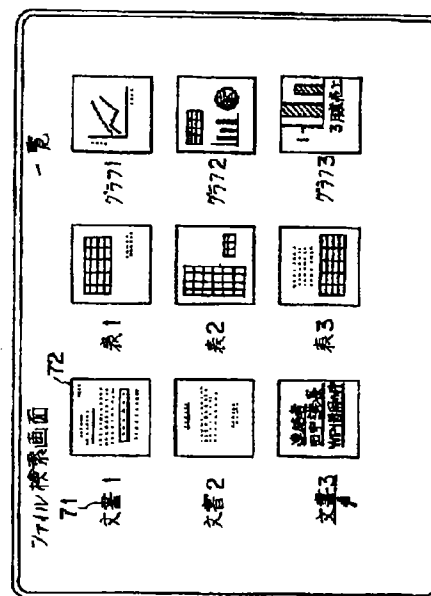 ファイル検索画面 一覧
71 72
文書1 表1 グラフ1
文書2 表2 グラフ2
文書3 表3 グラフ3